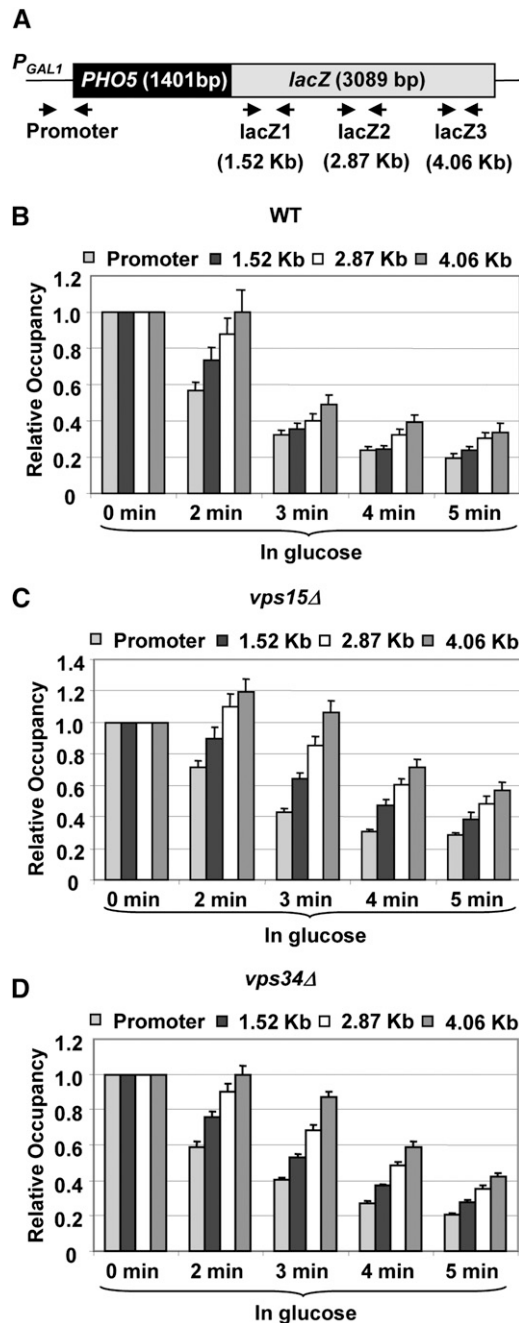 A
PGAL1
PHO5 (1401bp) lacZ (3089 bp)
Promoter lacZ1 lacZ2 lacZ3
(1.52 Kb) (2.87 Kb) (4.06 Kb)
B
WT
Promoter 1.52 Kb 2.87 Kb 4.06 Kb
Relative Occupancy
1.2
1.0
0.8
0.6
0.4
0.2
0
0 min 2 min 3 min 4 min 5 min
In glucose
C
vps15Δ
Promoter 1.52 Kb 2.87 Kb 4.06 Kb
Relative Occupancy
1.4
1.2
1.0
0.8
0.6
0.4
0.2
0
0 min 2 min 3 min 4 min 5 min
In glucose
D
vps34Δ
Promoter 1.52 Kb 2.87 Kb 4.06 Kb
Relative Occupancy
1.2
1.0
0.8
0.6
0.4
0.2
0
0 min 2 min 3 min 4 min 5 min
In glucose